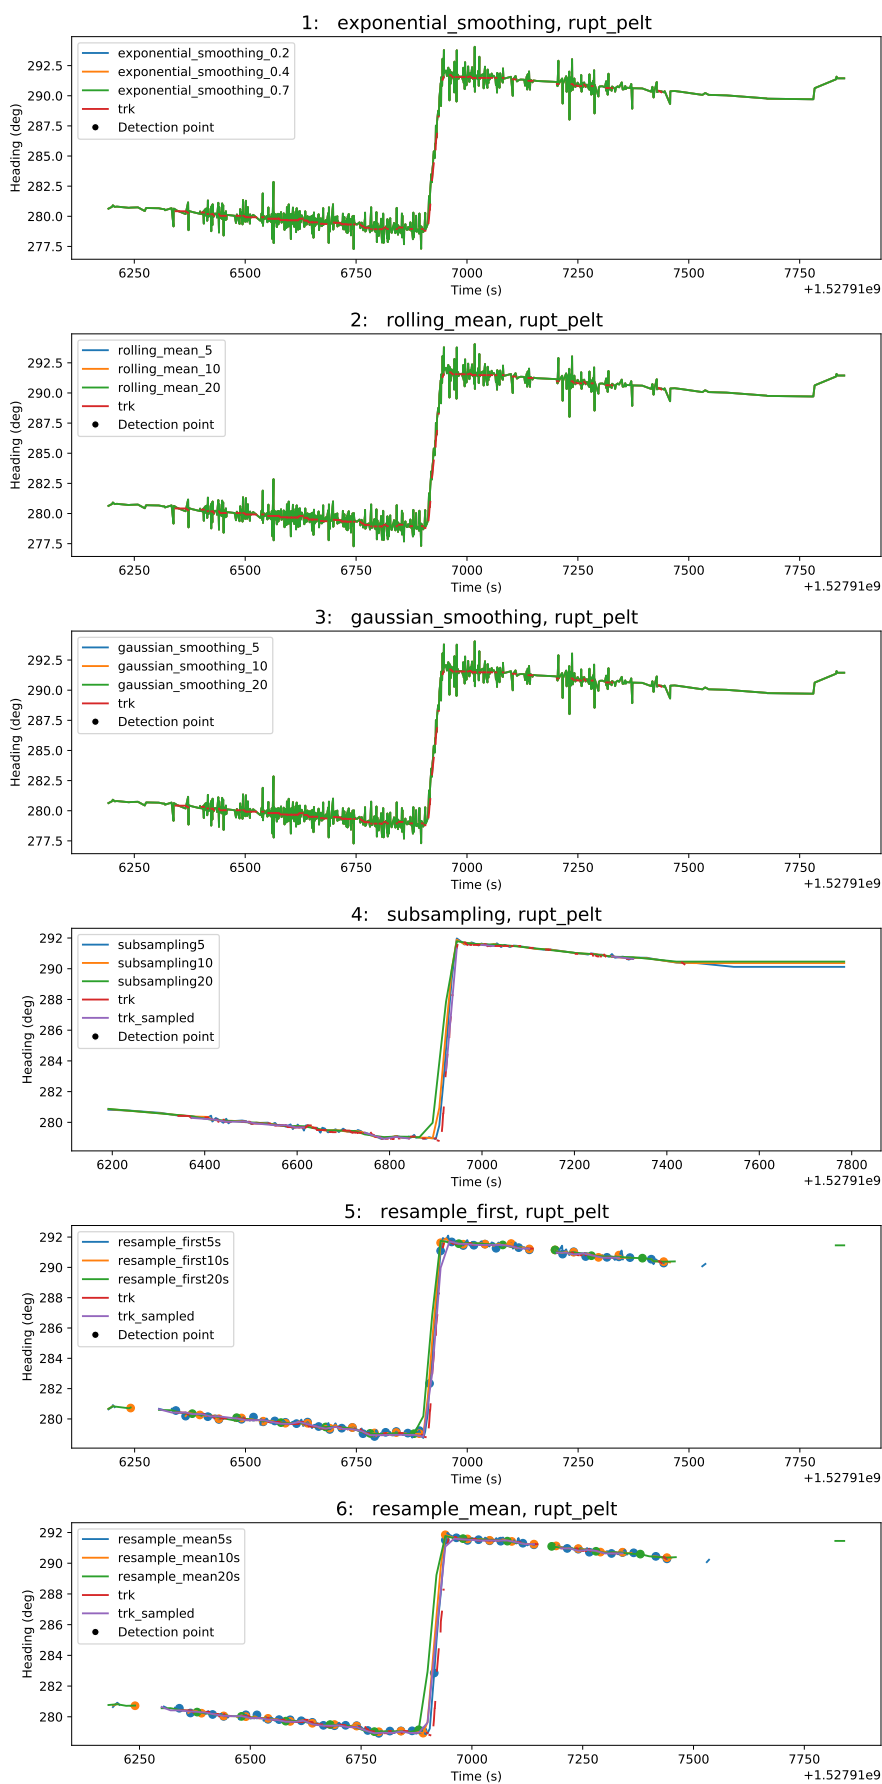 1:   exponential_smoothing, rupt_pelt
exponential_smoothing_0.2
exponential_smoothing_0.4
exponential_smoothing_0.7
trk
Detection point
Heading (deg)
292.5
290.0
287.5
285.0
282.5
280.0
277.5
6250 6500 6750 7000 7250 7500 7750
Time (s)
+1.52791e9
2:   rolling_mean, rupt_pelt
rolling_mean_5
rolling_mean_10
rolling_mean_20
trk
Detection point
Heading (deg)
292.5
290.0
287.5
285.0
282.5
280.0
277.5
6250 6500 6750 7000 7250 7500 7750
Time (s)
+1.52791e9
3:   gaussian_smoothing, rupt_pelt
gaussian_smoothing_5
gaussian_smoothing_10
gaussian_smoothing_20
trk
Detection point
Heading (deg)
292.5
290.0
287.5
285.0
282.5
280.0
277.5
6250 6500 6750 7000 7250 7500 7750
Time (s)
+1.52791e9
4:   subsampling, rupt_pelt
subsampling5
subsampling10
subsampling20
trk
trk_sampled
Detection point
Heading (deg)
292
290
288
286
284
282
280
6200 6400 6600 6800 7000 7200 7400 7600 7800
Time (s)
+1.52791e9
5:   resample_first, rupt_pelt
resample_first5s
resample_first10s
resample_first20s
trk
trk_sampled
Detection point
Heading (deg)
292
290
288
286
284
282
280
6250 6500 6750 7000 7250 7500 7750
Time (s)
+1.52791e9
6:   resample_mean, rupt_pelt
resample_mean5s
resample_mean10s
resample_mean20s
trk
trk_sampled
Detection point
Heading (deg)
292
290
288
286
284
282
280
6250 6500 6750 7000 7250 7500 7750
Time (s)
+1.52791e9